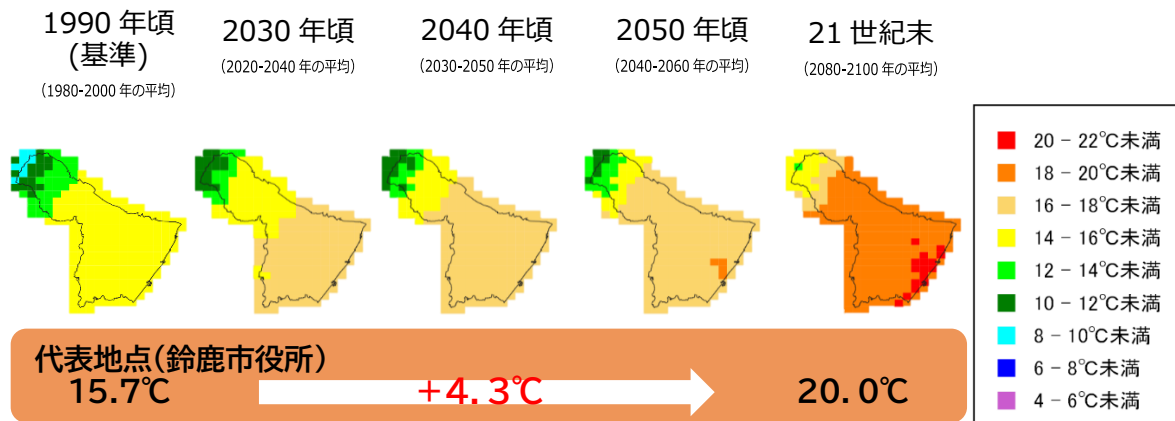 1990 年頃
(基準)
(1980-2000 年の平均)
2030 年頃
(2020-2040 年の平均)
2040 年頃
(2030-2050 年の平均)
2050 年頃
(2040-2060 年の平均)
21 世紀末
(2080-2100 年の平均)
20 – 22℃未満
18 – 20℃未満
16 – 18℃未満
14 – 16℃未満
12 – 14℃未満
10 – 12℃未満
8 – 10℃未満
6 – 8℃未満
4 – 6℃未満
代表地点(鈴鹿市役所)
15.7℃
+4.3℃
20.0℃